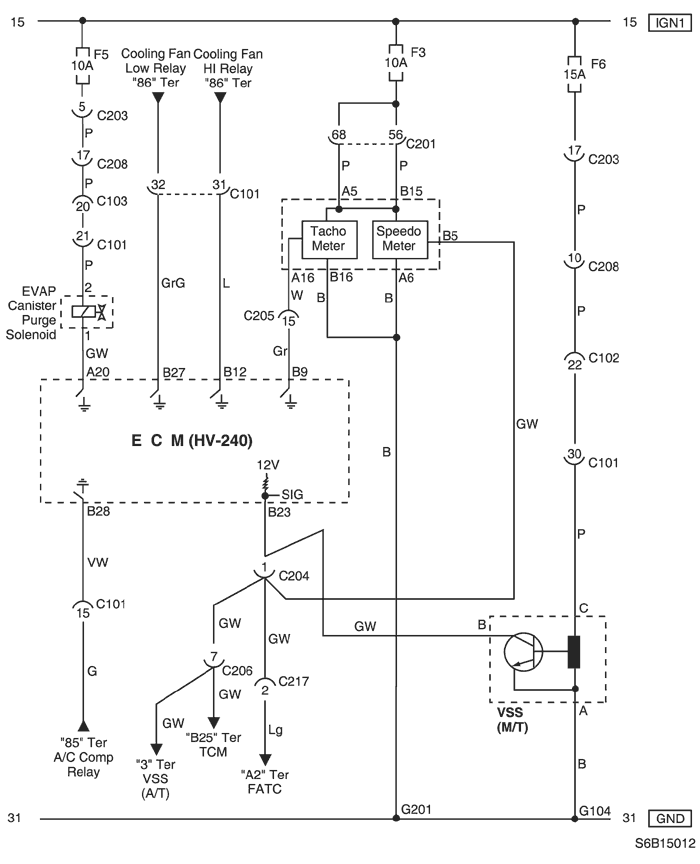 15
15
IGN1
F5
10A
Cooling Fan
Low Relay
"86" Ter
Cooling Fan
HI Relay
"86" Ter
F3
10A
F6
15A
5
C203
P
17
C208
P
20
C103
21
C101
P
2
EVAP
Canister
Purge
Solenoid
1
GW
A20
32
31
C101
GrG
L
B27
B12
68
56
C201
P
P
A5
B15
Tacho
Meter
Speedo
Meter
B5
A16
B16
A6
W
B
B
C205
15
Gr
B9
17
C203
P
10
C208
P
C102
22
30
C101
P
GW
B
E C M (HV-240)
12V
SIG
B28
B23
VW
C101
15
G
"85" Ter
A/C Comp
Relay
1
C204
GW
GW
GW
7
C206
GW
GW
C217
2
Lg
"3" Ter
VSS
(A/T)
"B25" Ter
TCM
"A2" Ter
FATC
C
B
A
VSS
(M/T)
B
31
G201
G104
31
GND
S6B15012